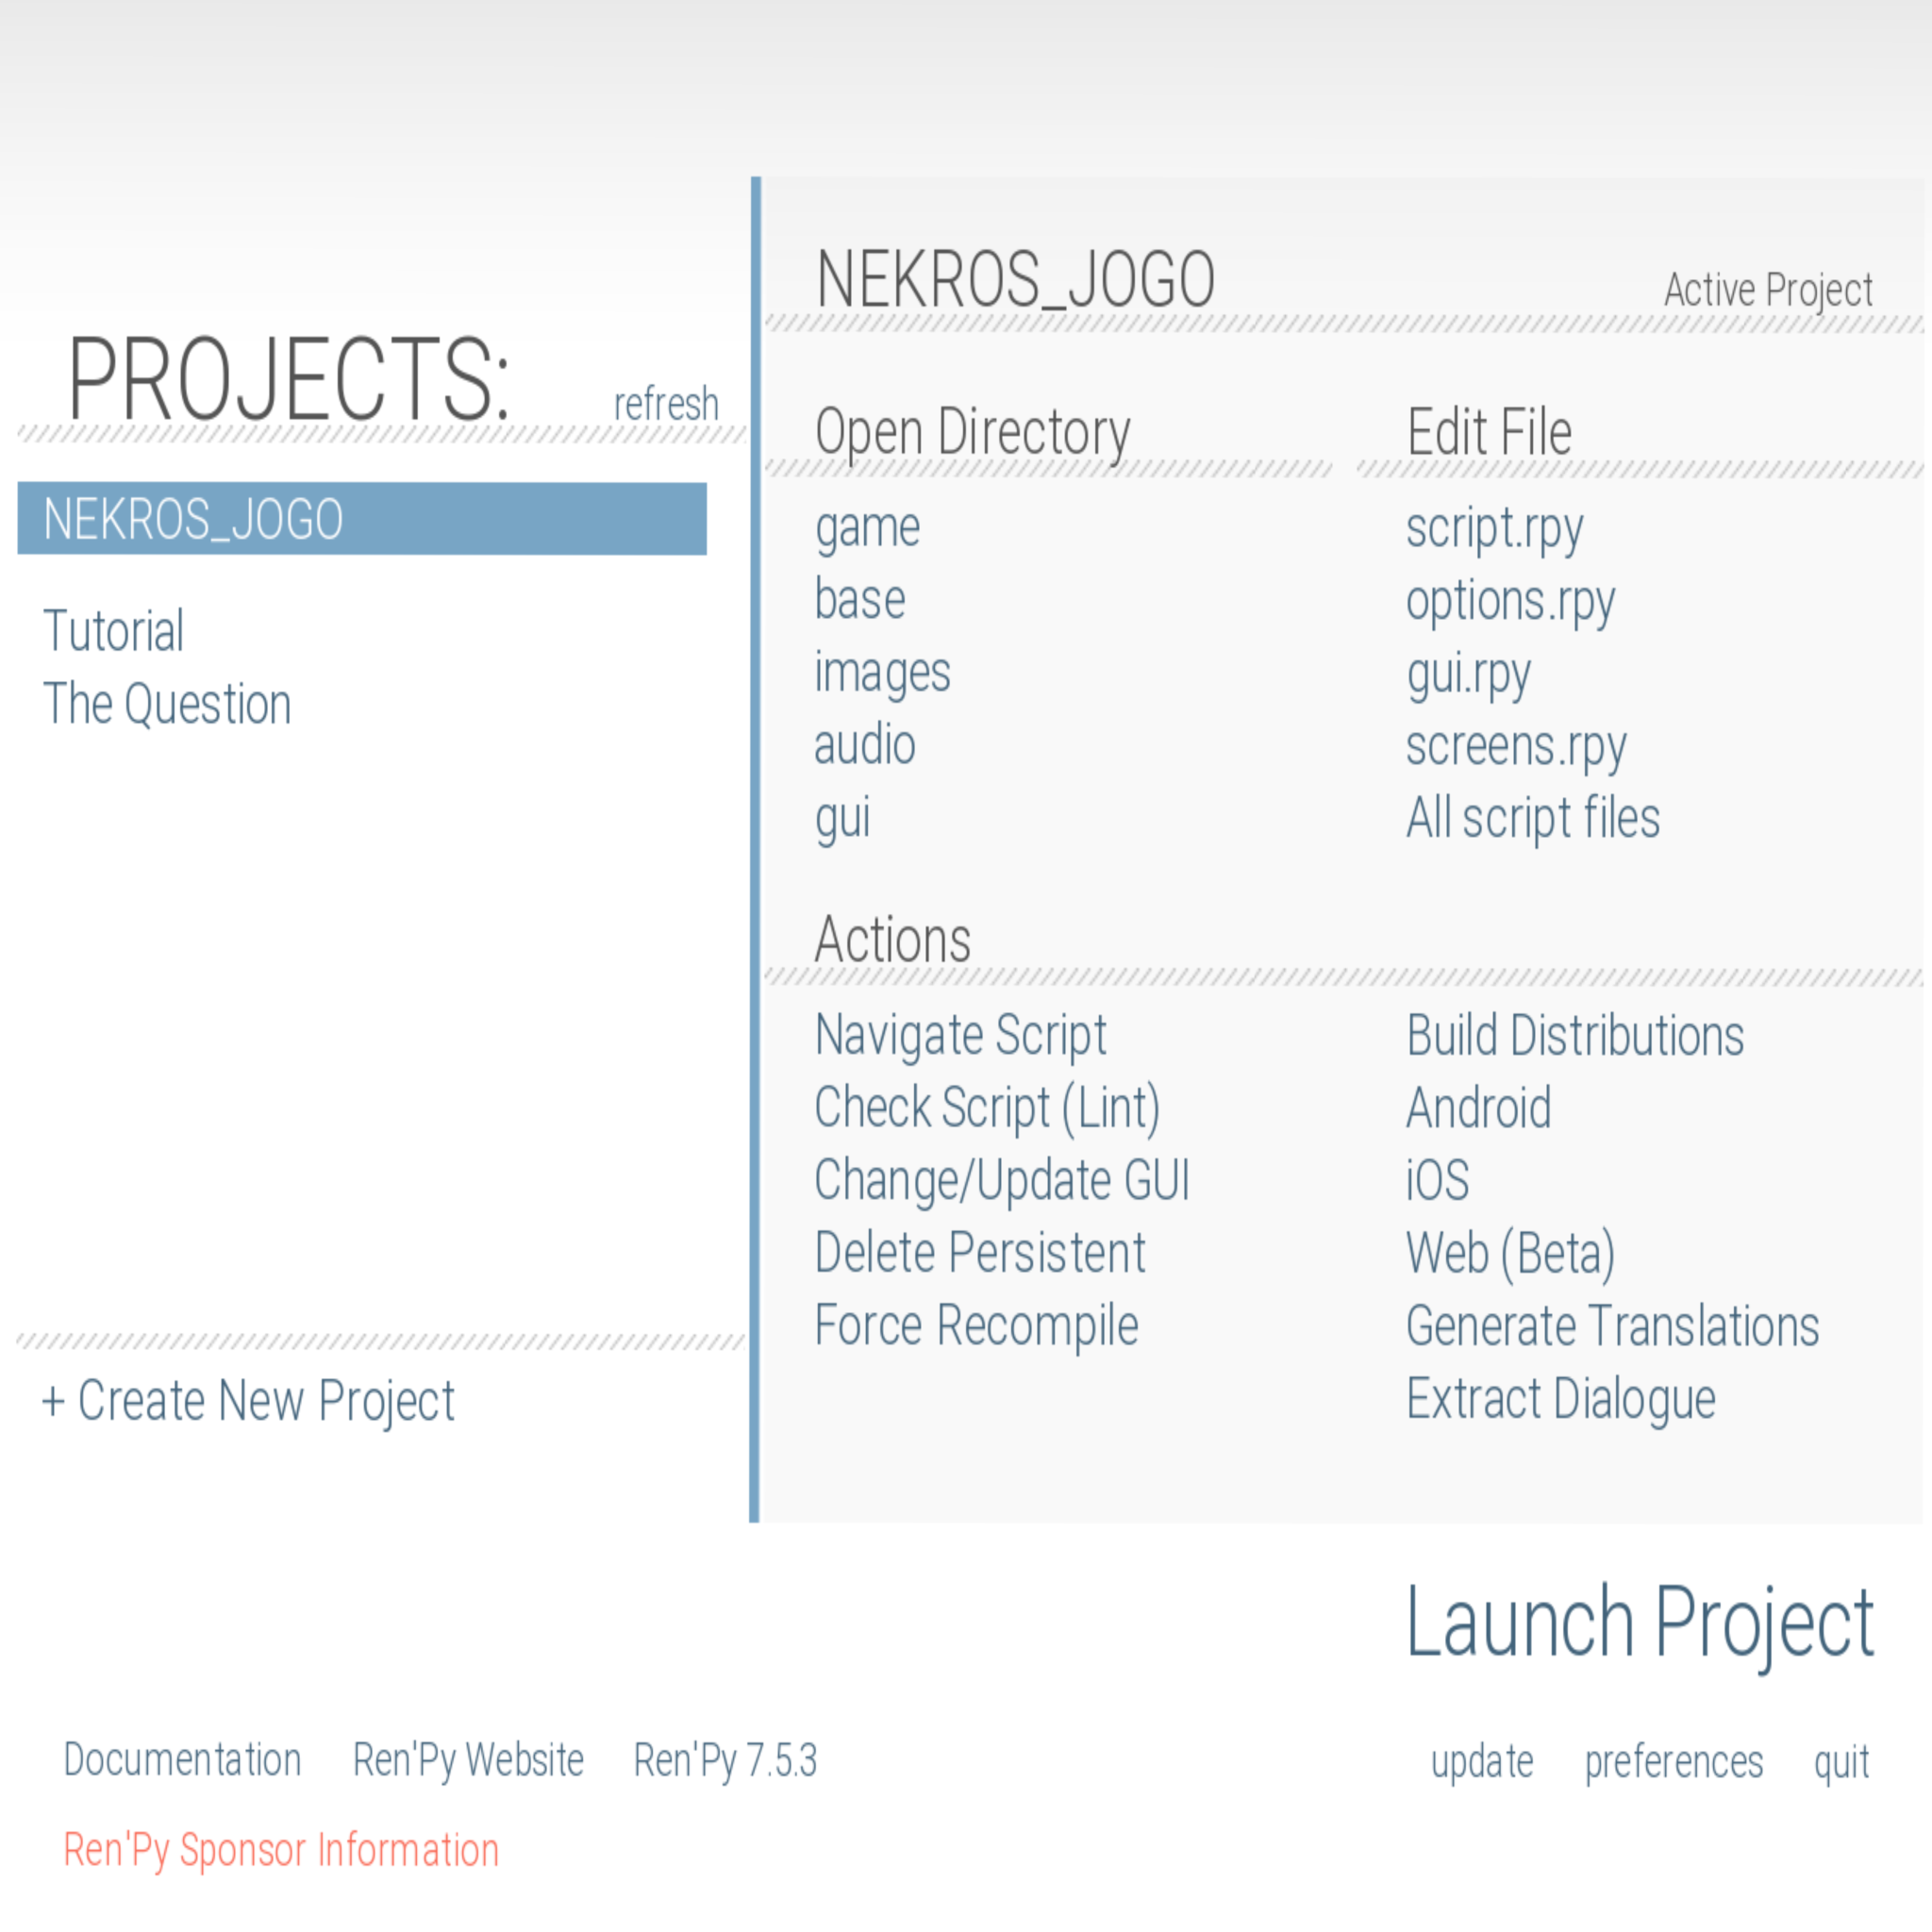 PROJECTS:
refresh
NEKROS_JOGO
Tutorial
The Question
+ Create New Project
NEKROS_JOGO
Active Project
Open Directory
game
base
images
audio
gui
Edit File
script.rpy
options.rpy
gui.rpy
screens.rpy
All script files
Actions
Navigate Script
Check Script (Lint)
Change/Update GUI
Delete Persistent
Force Recompile
Build Distributions
Android
iOS
Web (Beta)
Generate Translations
Extract Dialogue
Launch Project
Documentation
Ren'Py Website
Ren'Py 7.5.3
update
preferences
quit
Ren'Py Sponsor Information